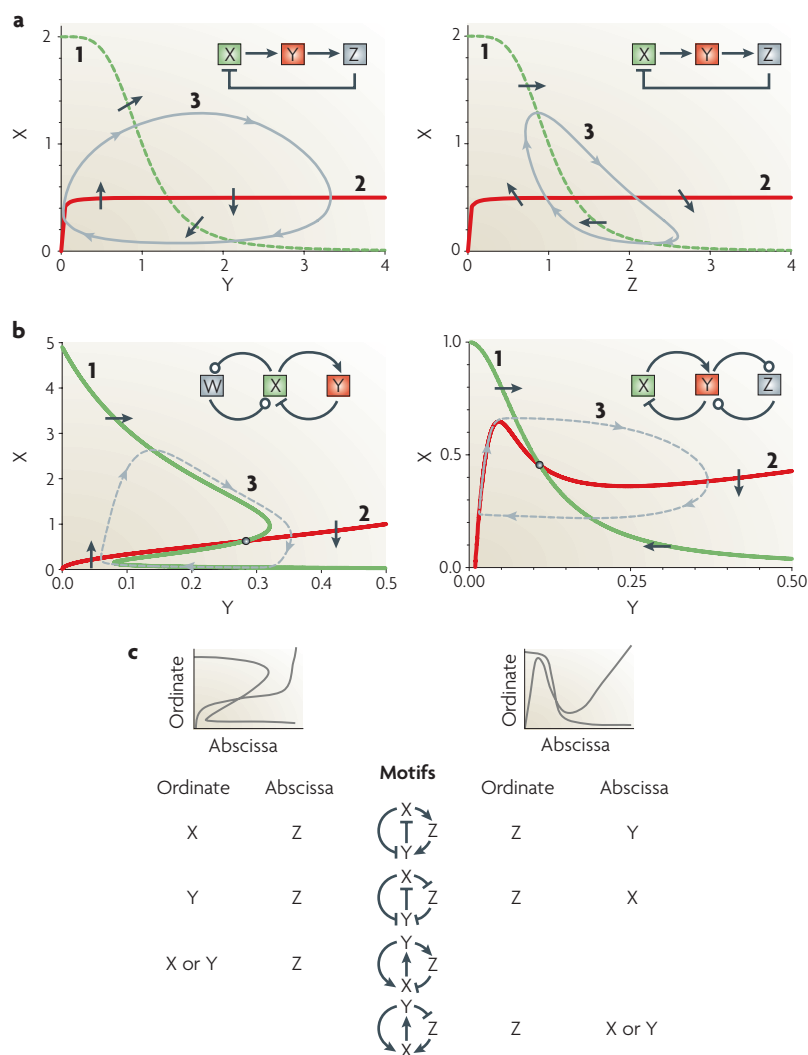 a
2
1
0
X
1
3
2
X Y Z
0 1 2 3 4
Y
2
1
0
X
1
3
2
X Y Z
0 1 2 3 4
Z
b
5
4
3
2
1
0
X
1
3
2
W X Y
0.0 0.1 0.2 0.3 0.4 0.5
Y
1.0
0.5
0.0
X
1
3
2
X Y Z
0.00 0.25 0.50
Y
c
Ordinate
Abscissa
Ordinate
Abscissa
Motifs
Ordinate Abscissa Ordinate Abscissa
X Z X Z Y Z Y
Y Z X Z Y Z X
X or Y Z Y Z X
Y Z X Z X or Y